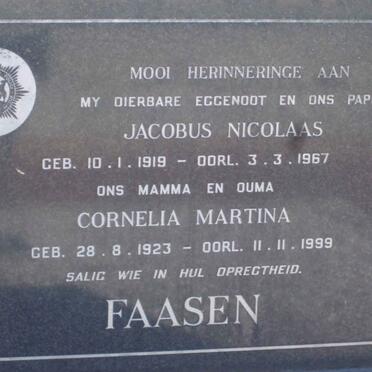 MOOI HERINNERINGE AAN
MY DIERBARE EGGENOOT EN ONS PAP
JACOBUS NICOLAAS
GEB. 10.1.1919 - OORL. 3.3.1967
ONS MAMMA EN OUMA
CORNELIA MARTINA
GEB. 28.8.1923 - OORL. 11.11.1999
SALIG WIE IN HUL OPREGTHEID.
FAASEN